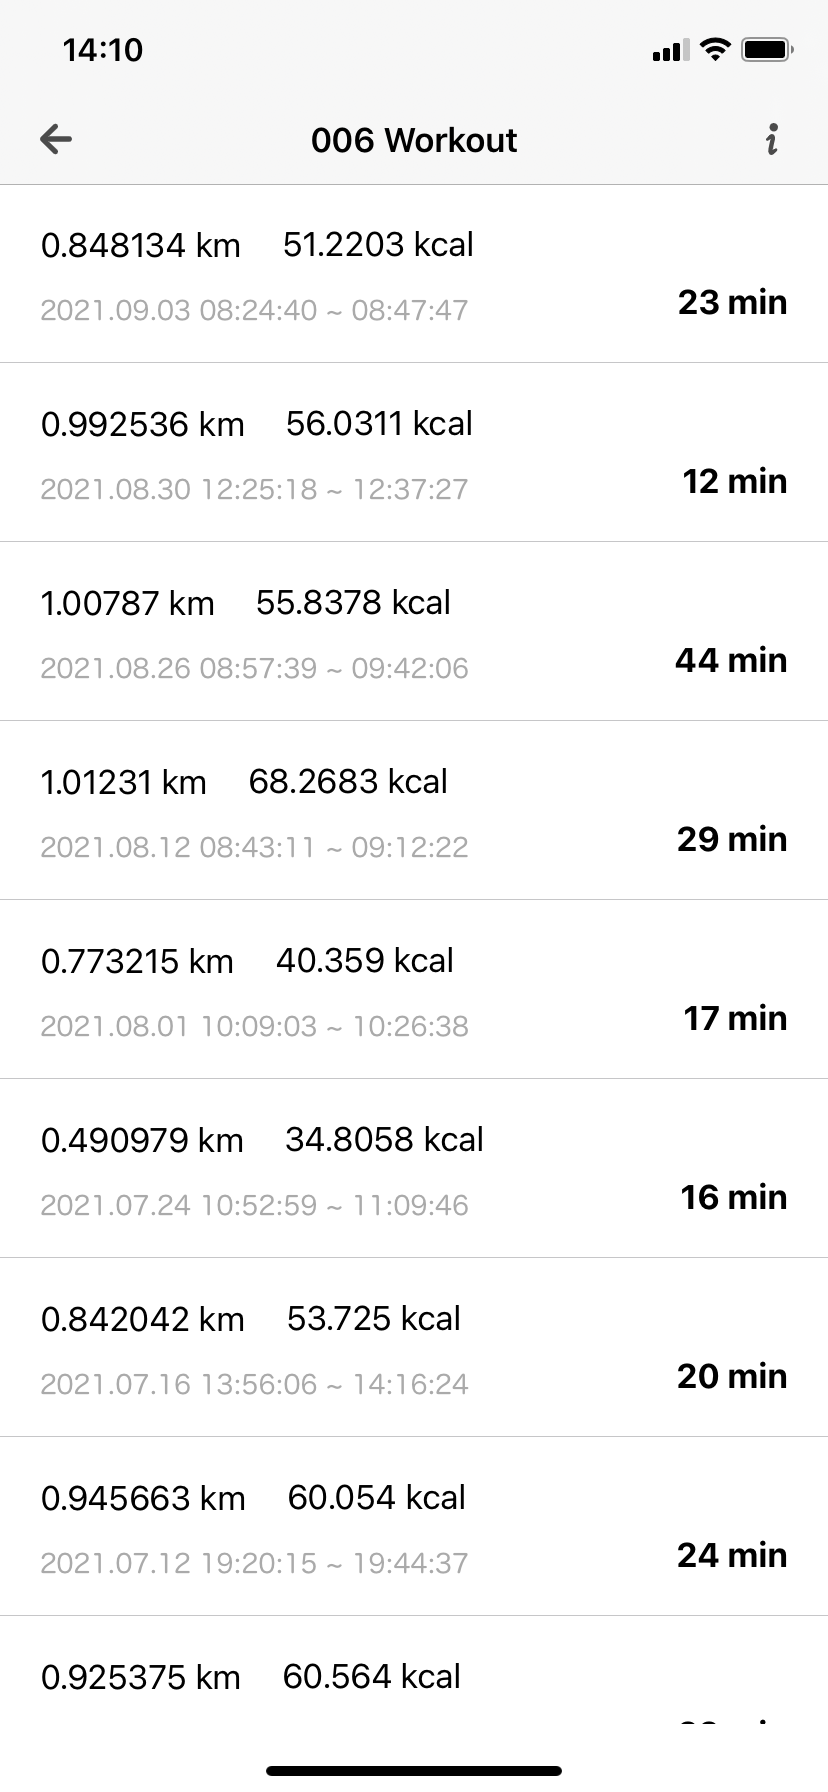 14:10
006 Workout
0.848134 km 51.2203 kcal
2021.09.03 08:24:40 ~ 08:47:47
23 min
0.992536 km 56.0311 kcal
2021.08.30 12:25:18 ~ 12:37:27
12 min
1.00787 km 55.8378 kcal
2021.08.26 08:57:39 ~ 09:42:06
44 min
1.01231 km 68.2683 kcal
2021.08.12 08:43:11 ~ 09:12:22
29 min
0.773215 km 40.359 kcal
2021.08.01 10:09:03 ~ 10:26:38
17 min
0.490979 km 34.8058 kcal
2021.07.24 10:52:59 ~ 11:09:46
16 min
0.842042 km 53.725 kcal
2021.07.16 13:56:06 ~ 14:16:24
20 min
0.945663 km 60.054 kcal
2021.07.12 19:20:15 ~ 19:44:37
24 min
0.925375 km 60.564 kcal